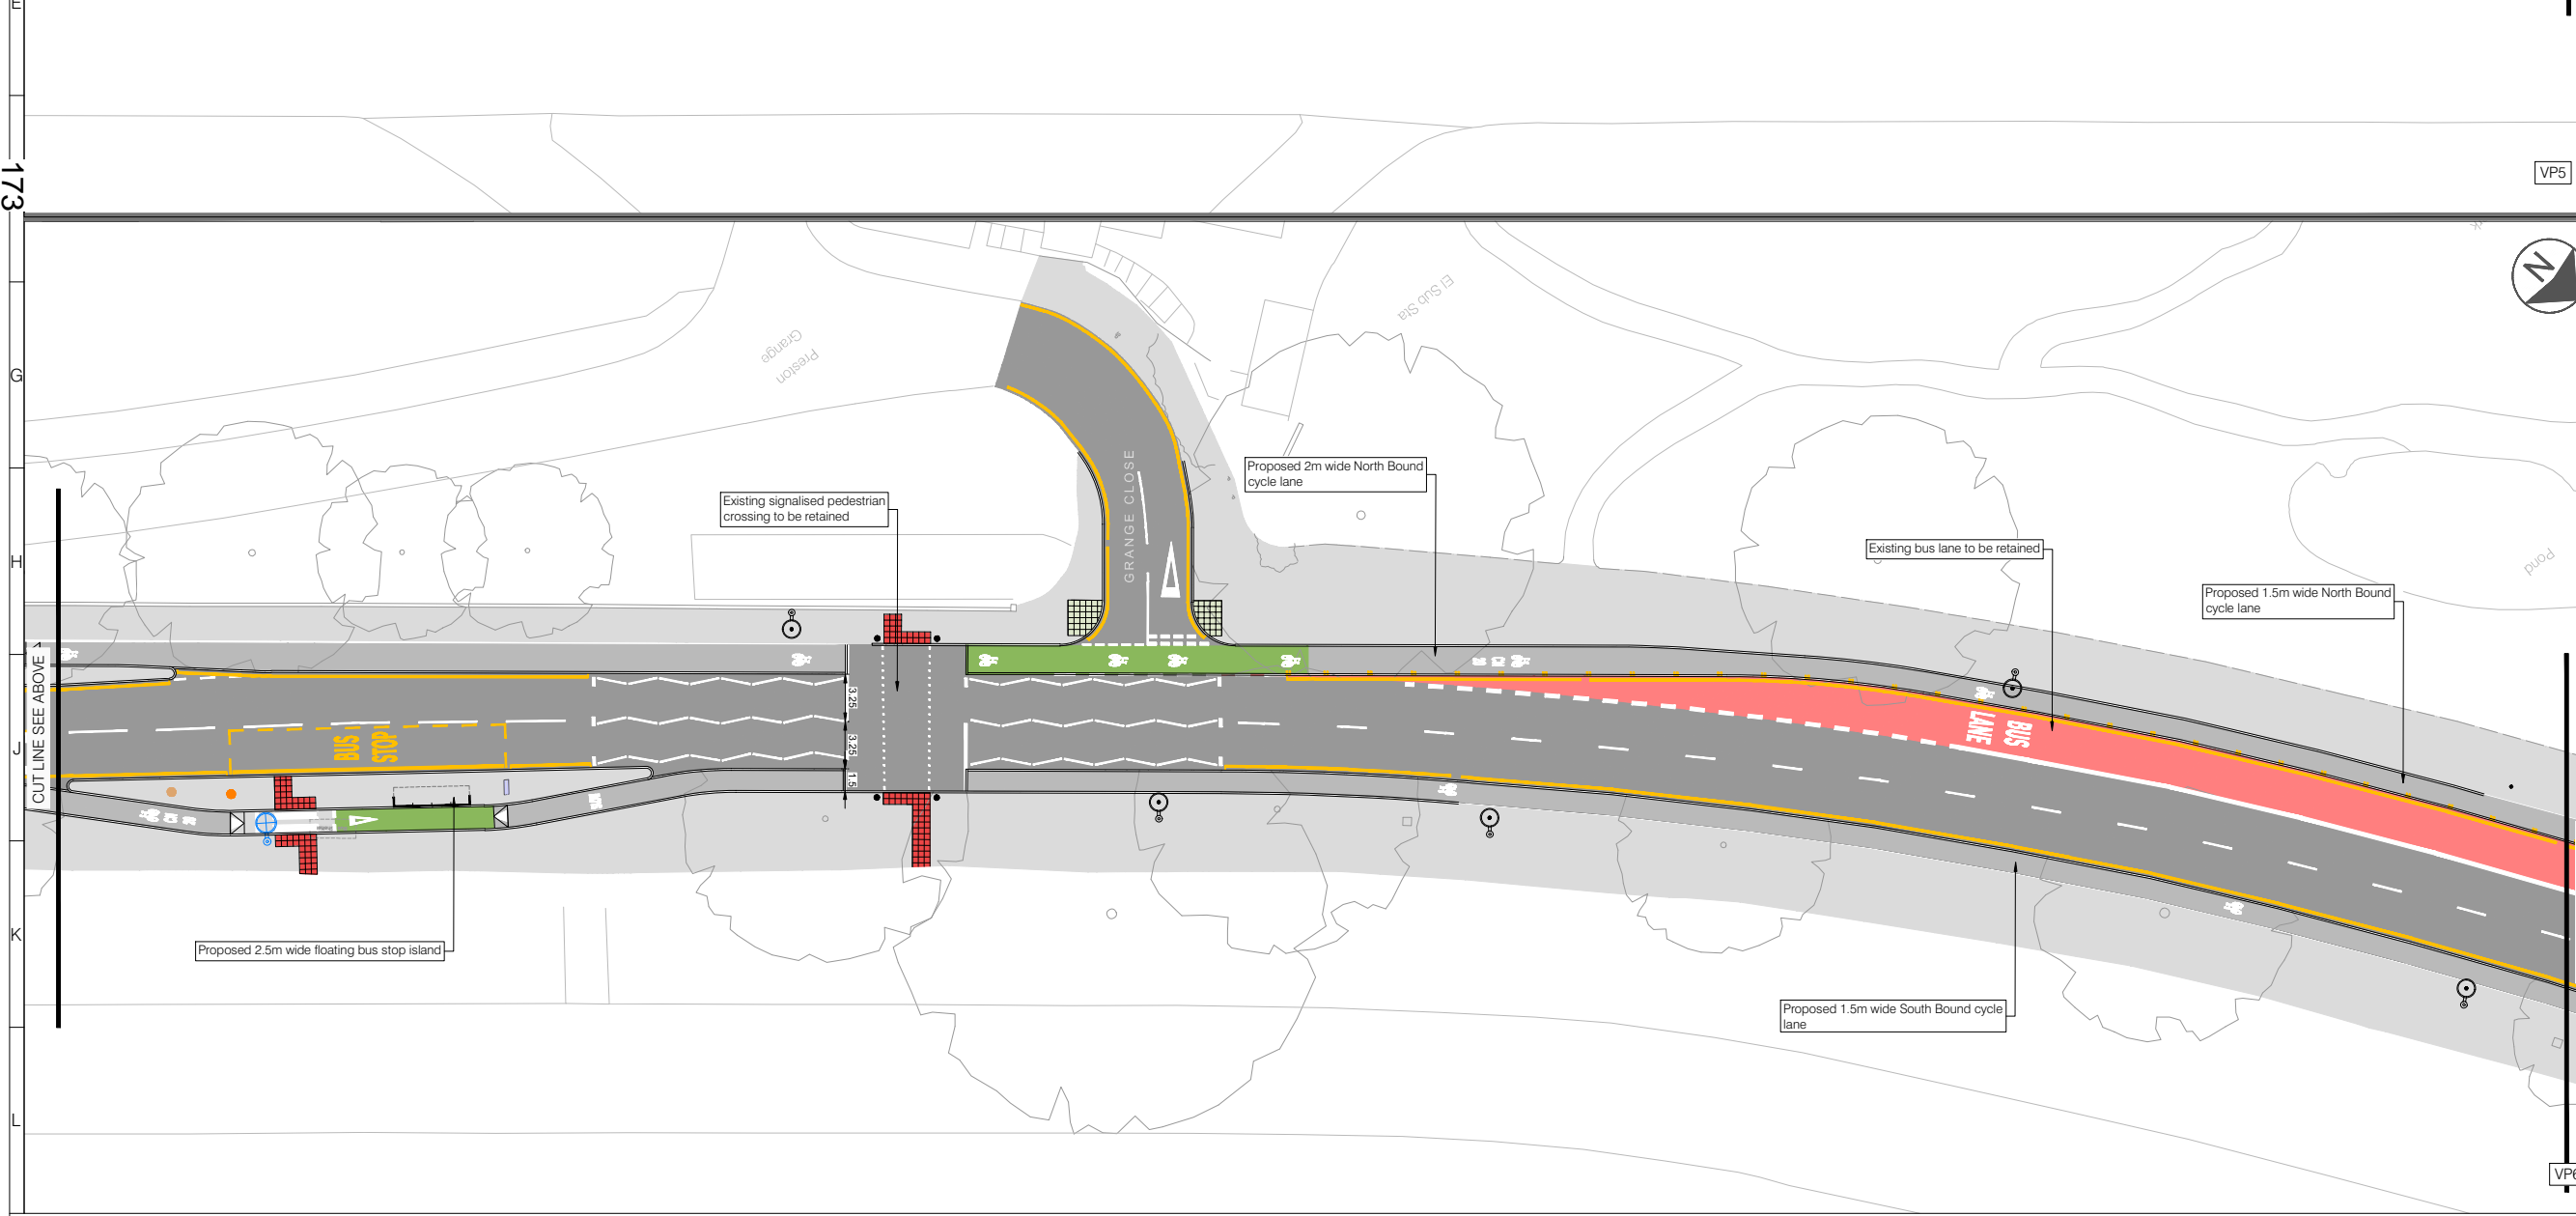 E
173
VP5
N
El Sub Sta
Preston
Grange
G
GRANGE CLOSE
Proposed 2m wide North Bound
cycle lane
Existing signalised pedestrian
crossing to be retained
Existing bus lane to be retained
H
Pond
Proposed 1.5m wide North Bound
cycle lane
CUT LINE SEE ABOVE
3.25
3.25
1.5
BUS
LANE
J
BUS
STOP
K
Proposed 2.5m wide floating bus stop island
Proposed 1.5m wide South Bound cycle
lane
L
VP6